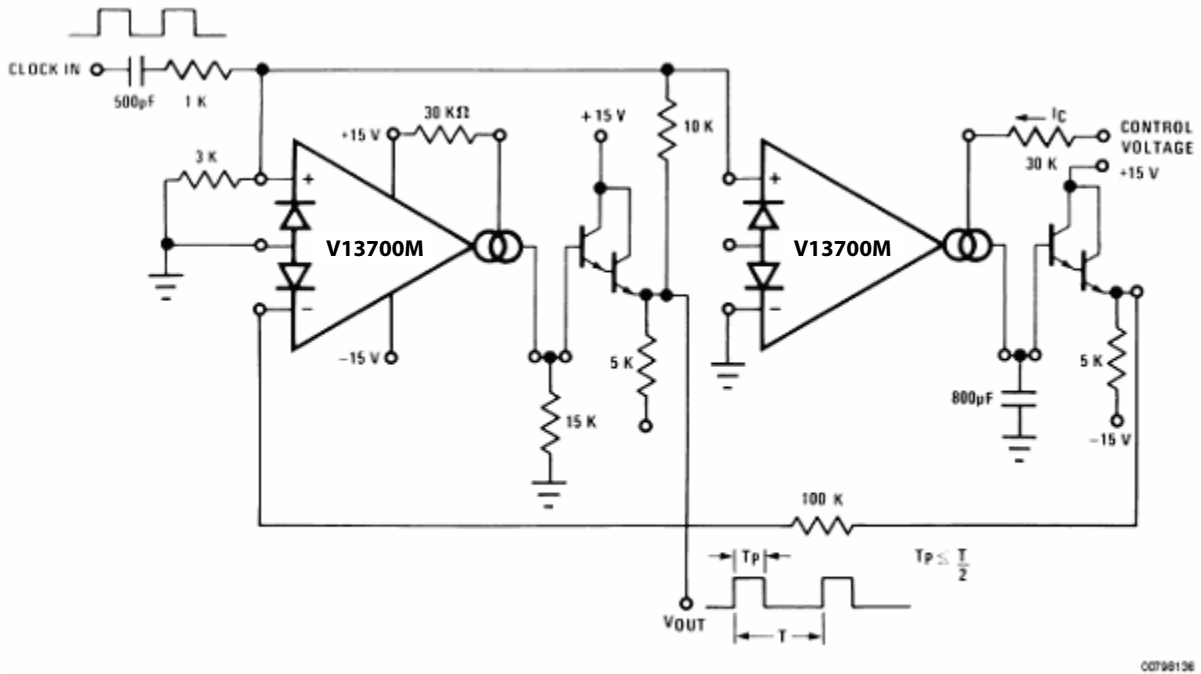 CLOCK IN
500pF
1 K
3 K
+15 V
30 KΩ
+15 V
10 K
IC
CONTROL VOLTAGE
30 K
+15 V
+
V13700M
−
−15 V
15 K
5 K
+
V13700M
−
800pF
5 K
−15 V
100 K
TP
TP ≤ T/2
VOUT
T
00798136